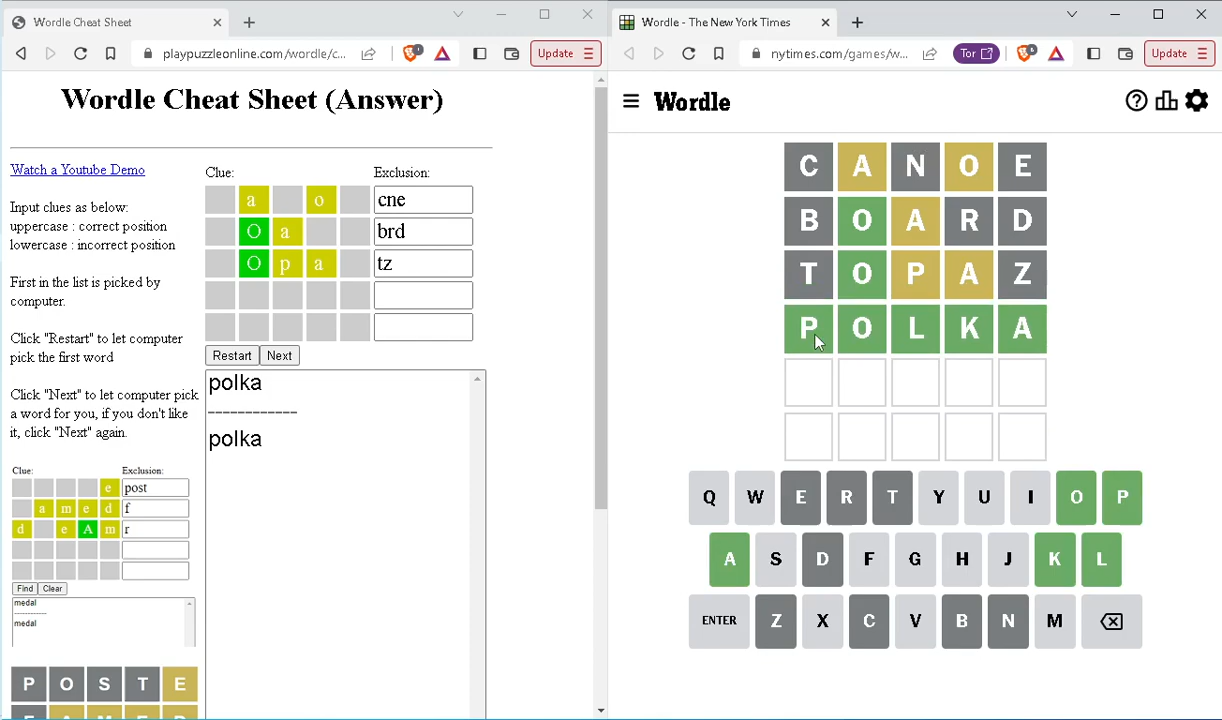 Wordle Cheat Sheet
playpuzzleonline.com/wordle/c...
Update
Wordle Cheat Sheet (Answer)
Watch a Youtube Demo
Input clues as below:
uppercase : correct position
lowercase : incorrect position
First in the list is picked by
computer.
Click "Restart" to let computer
pick the first word
Click "Next" to let computer pick
a word for you, if you don't like
it, click "Next" again.
Clue: Exclusion:
e post
a m e d f
d e A m r
Find Clear
medal
------------
medal
P O S T E
F A M E D
Clue: Exclusion:
a o cne
O a brd
O p a tz
Restart Next
polka
------------
polka
Wordle - The New York Times
nytimes.com/games/w...
Tor
Update
Wordle
C A N O E
B O A R D
T O P A Z
P O L K A
Q W E R T Y U I O P
A S D F G H J K L
ENTER Z X C V B N M